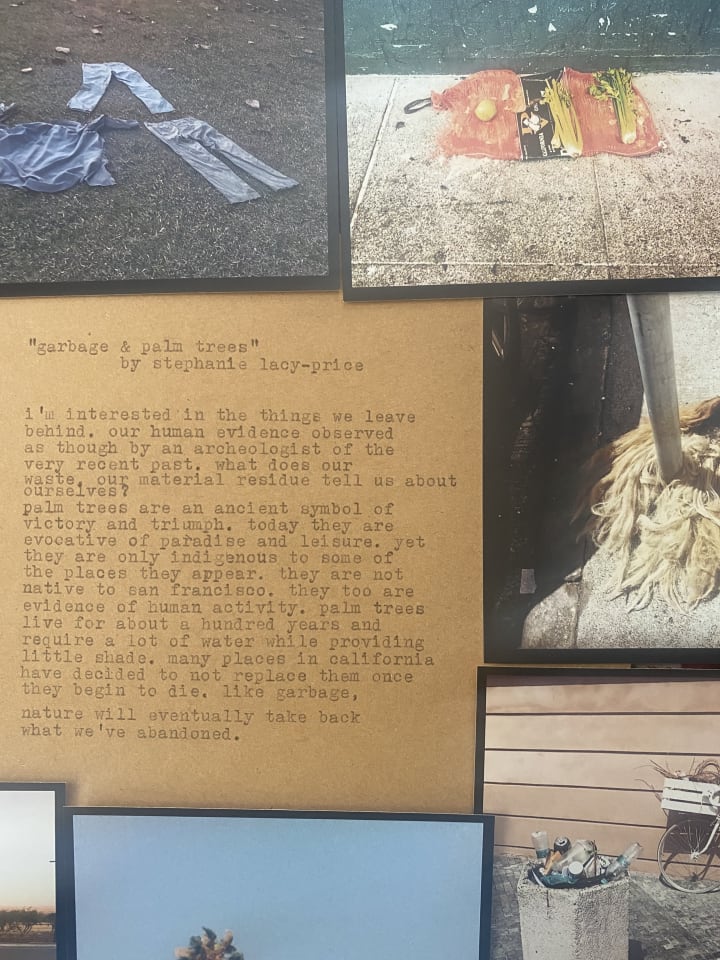 "garbage & palm trees"
by stephanie lacy-price
i'm interested in the things we leave
behind. our human evidence observed
as though by an archeologist of the
very recent past. what does our
waste, our material residue tell us about
ourselves?
palm trees are an ancient symbol of
victory and triumph. today they are
evocative of paradise and leisure. yet
they are only indigenous to some of
the places they appear. they are not
native to san francisco. they too are
evidence of human activity. palm trees
live for about a hundred years and
require a lot of water while providing
little shade. many places in california
have decided to not replace them once
they begin to die. like garbage,
nature will eventually take back
what we've abandoned.